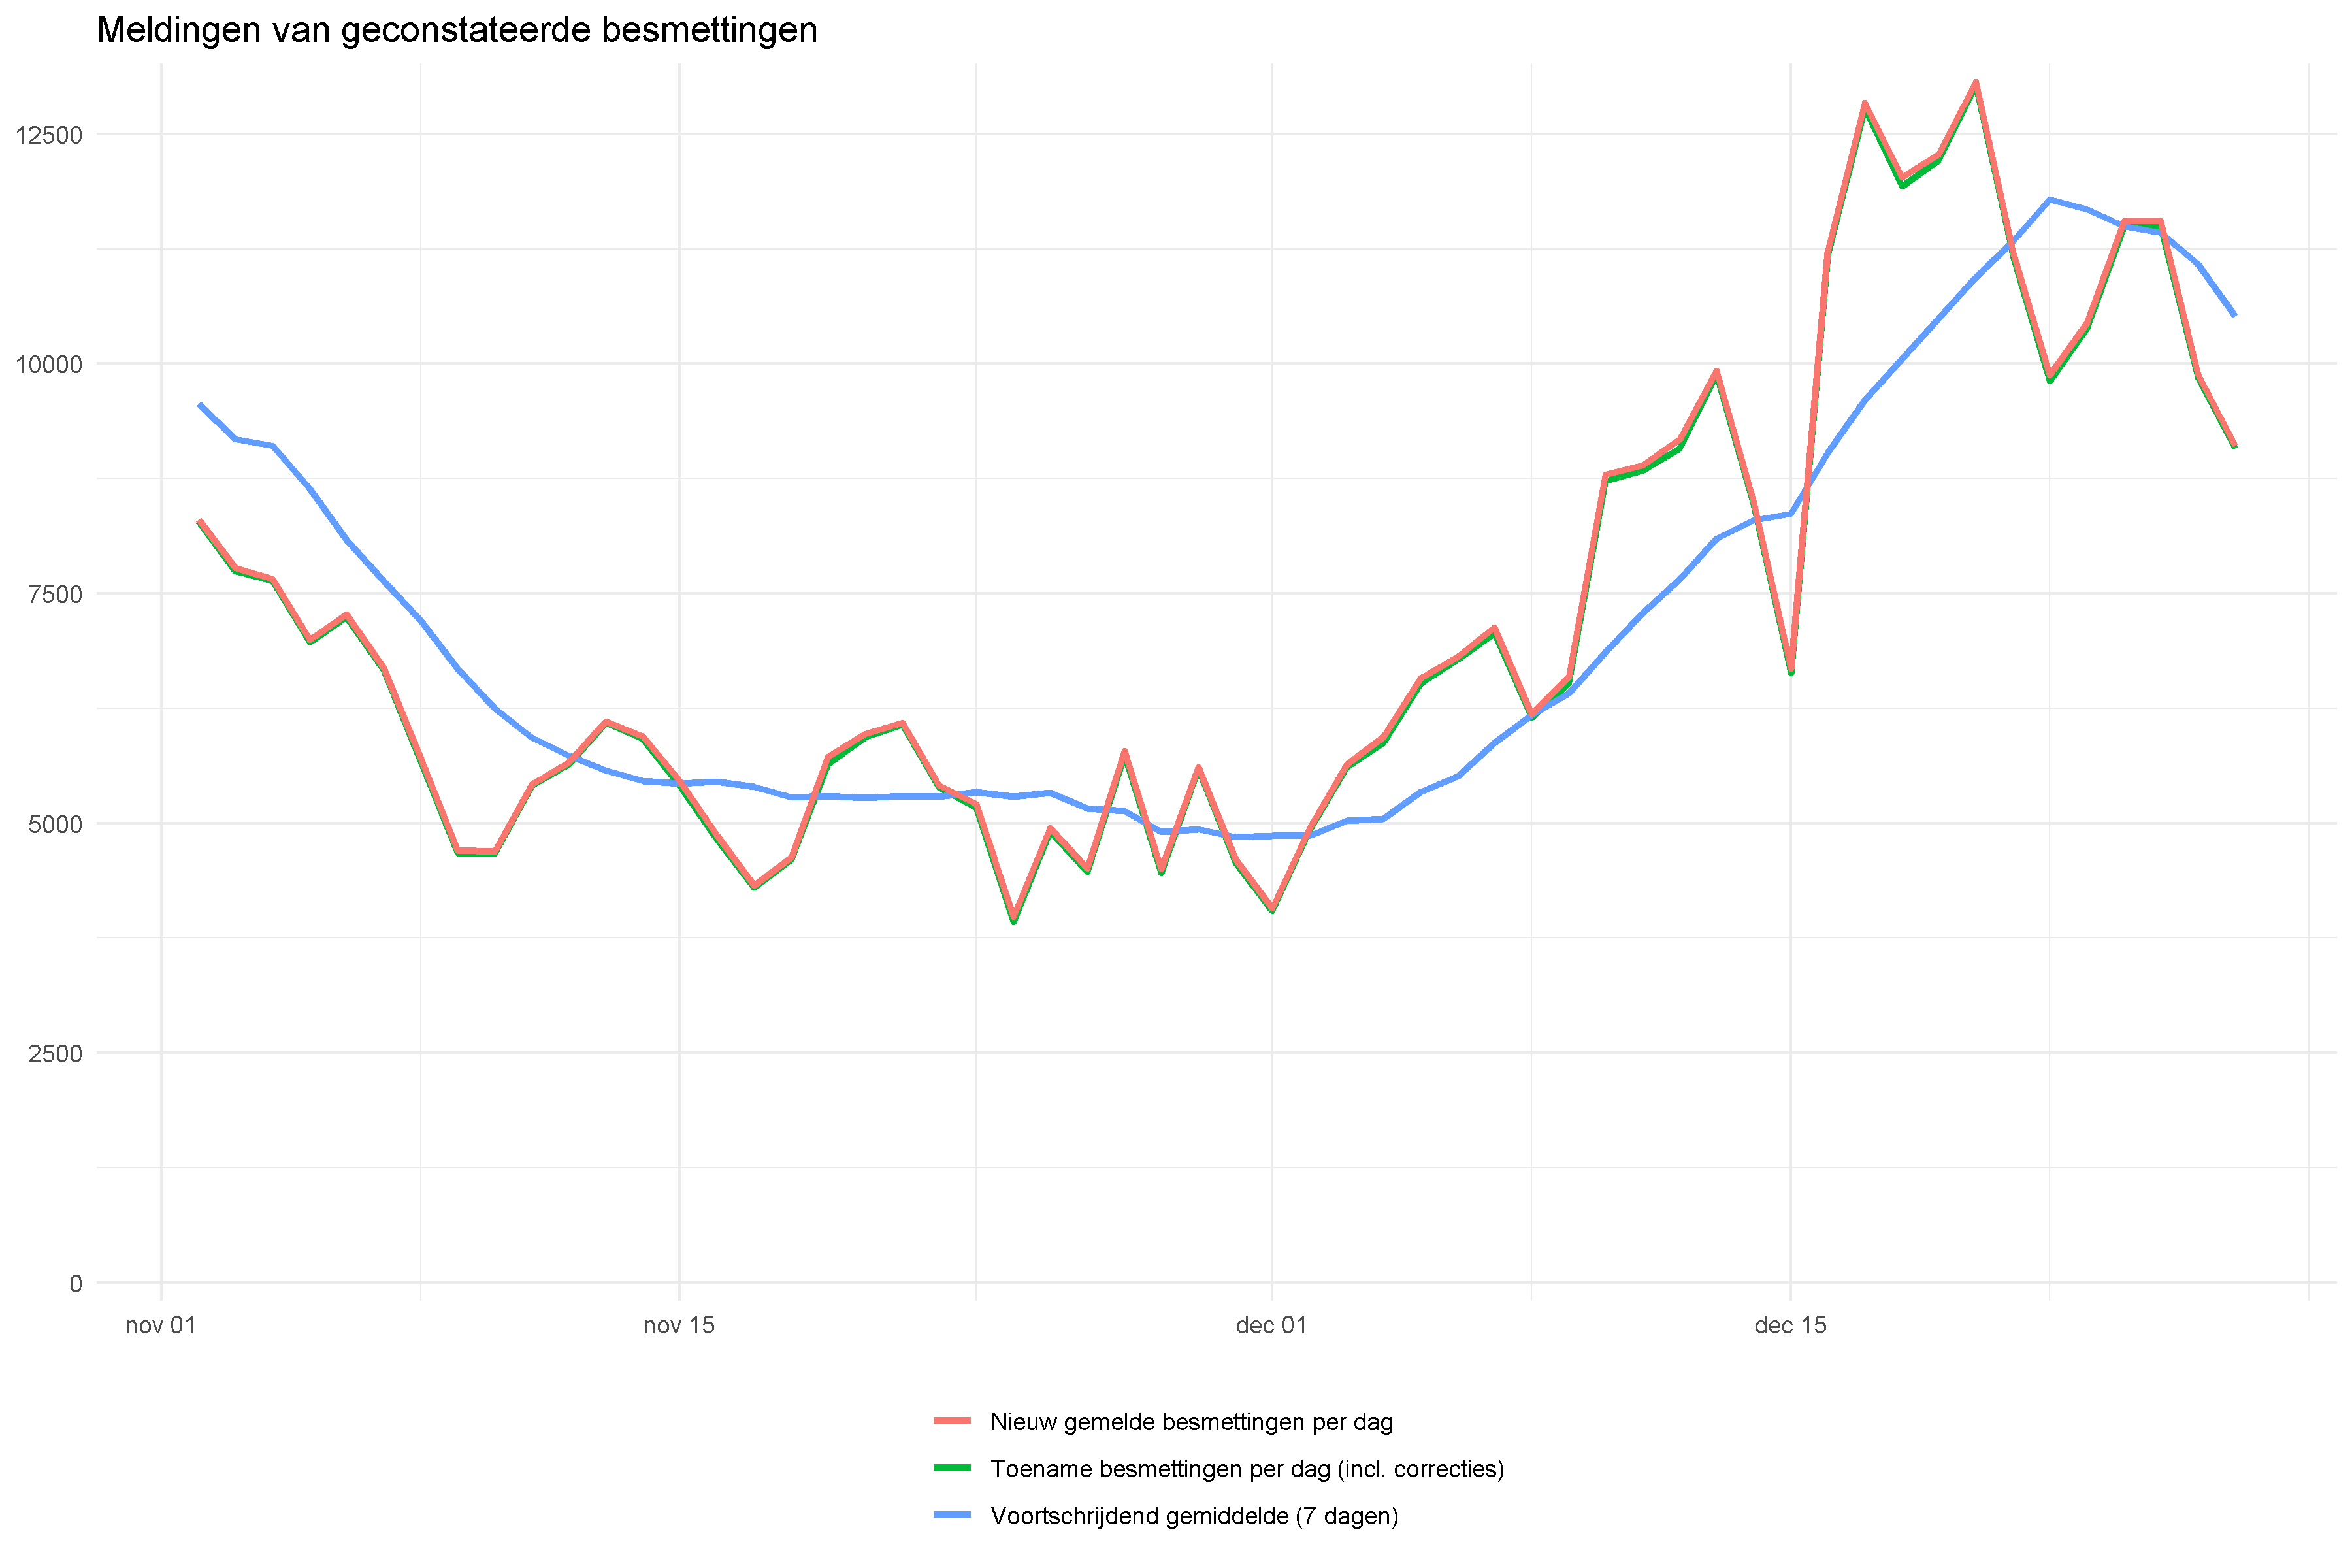 Meldingen van geconstateerde besmettingen
12500
10000
7500
5000
2500
0
nov 01
nov 15
dec 01
dec 15
Nieuw gemelde besmettingen per dag
Toename besmettingen per dag (incl. correcties)
Voortschrijdend gemiddelde (7 dagen)